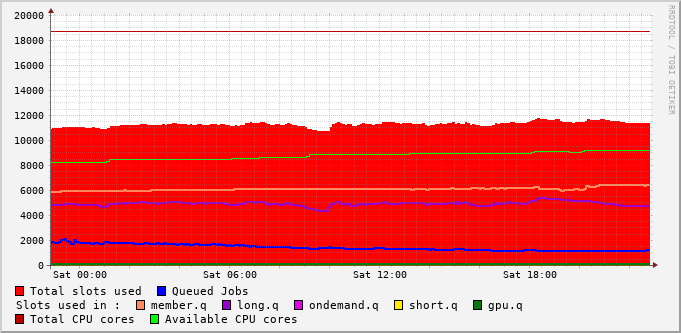 20000
18000
16000
14000
12000
10000
8000
6000
4000
2000
0
Sat 00:00 Sat 06:00 Sat 12:00 Sat 18:00
RRDTOOL / TOBI OETIKER
Total slots used Queued Jobs
Slots used in : member.q long.q ondemand.q short.q gpu.q
Total CPU cores Available CPU cores